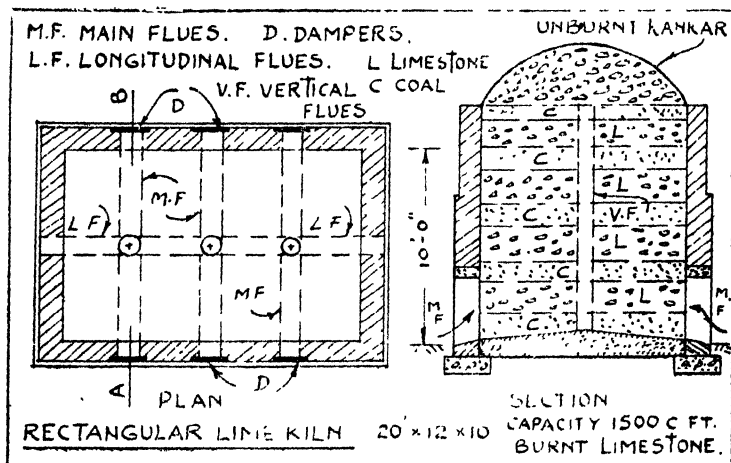 M.F. MAIN FLUES. D. DAMPERS.
L.F. LONGITUDINAL FLUES. L LIMESTONE
V.F. VERTICAL C COAL
FLUES
UNBURNT KANKAR
B
D
M.F
L F
L F
M F
A
D
PLAN
C
L
C
L
C
V.F.
L
C
L
C
10'-0"
M F
M. F
SECTION
RECTANGULAR LIME KILN 20'×12×10
CAPACITY 1500 C FT.
BURNT LIMESTONE.